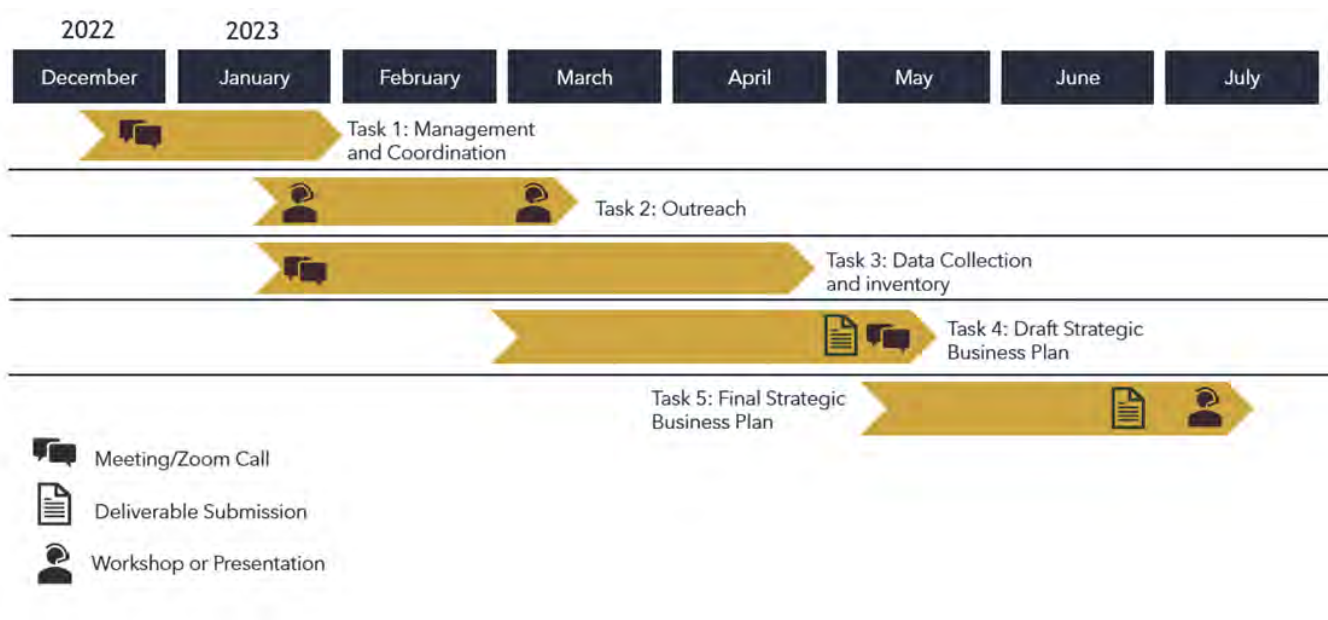 2022 2023
December January February March April May June July
Task 1: Management
and Coordination
Task 2: Outreach
Task 3: Data Collection
and inventory
Task 4: Draft Strategic
Business Plan
Task 5: Final Strategic
Business Plan
Meeting/Zoom Call
Deliverable Submission
Workshop or Presentation